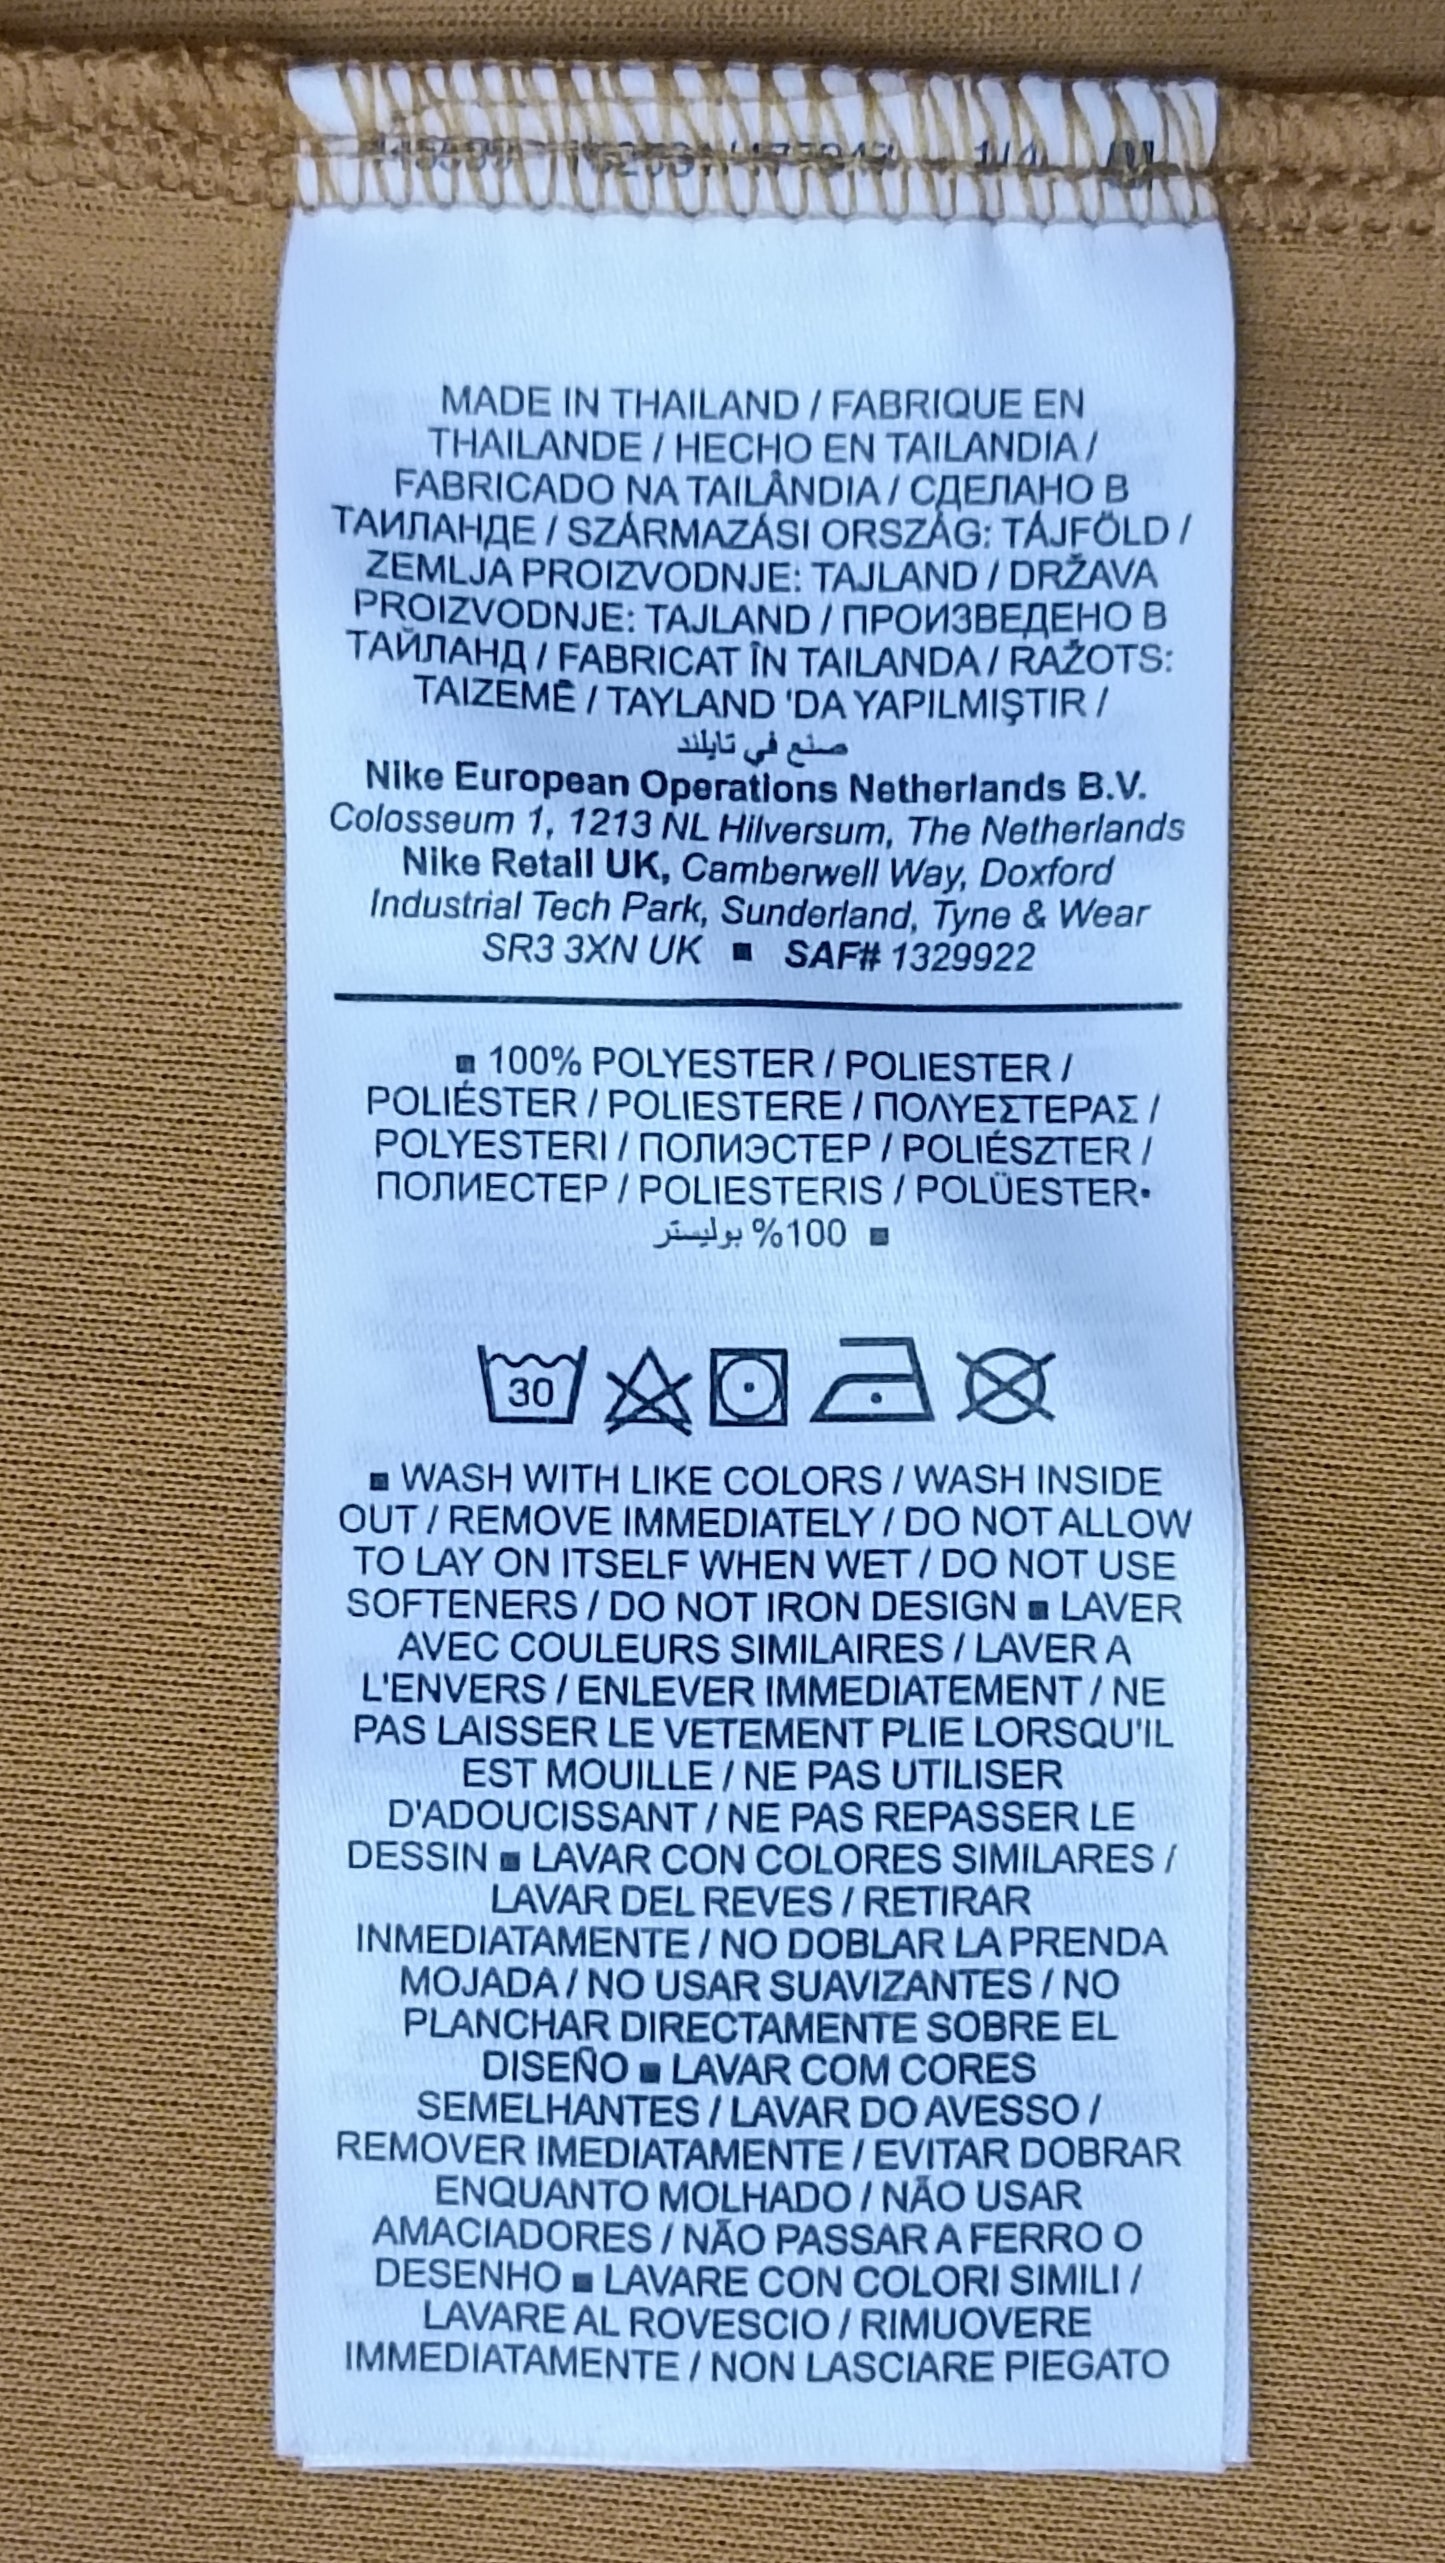 1/4
MADE IN THAILAND / FABRIQUE EN
THAILANDE / HECHO EN TAILANDIA /
FABRICADO NA TAILÂNDIA / СДЕЛАНО В
ТАИЛАНДЕ / SZÁRMAZÁSI ORSZÁG: TÁJFÖLD /
ZEMLJA PROIZVODNJE: TAJLAND / DRŽAVA
PROIZVODNJE: TAJLAND / ПРОИЗВЕДЕНО В
ТАЙЛАНД / FABRICAT ÎN TAILANDA / RAŽOTS:
TAIZEMĒ / TAYLAND 'DA YAPILMIŞTIR /
صنع في تايلند
Nike European Operations Netherlands B.V.
Colosseum 1, 1213 NL Hilversum, The Netherlands
Nike Retail UK, Camberwell Way, Doxford
Industrial Tech Park, Sunderland, Tyne & Wear
SR3 3XN UK ■ SAF# 1329922
■ 100% POLYESTER / POLIESTER /
POLIÉSTER / POLIESTERE / ΠΟΛΥΕΣΤΕΡΑΣ /
POLYESTERI / ПОЛИЭСТЕР / POLIÉSZTER /
ПОЛИЕСТЕР / POLIESTERIS / POLÜESTER•
■ 100% بوليستر
30
■ WASH WITH LIKE COLORS / WASH INSIDE
OUT / REMOVE IMMEDIATELY / DO NOT ALLOW
TO LAY ON ITSELF WHEN WET / DO NOT USE
SOFTENERS / DO NOT IRON DESIGN ■ LAVER
AVEC COULEURS SIMILAIRES / LAVER A
L'ENVERS / ENLEVER IMMEDIATEMENT / NE
PAS LAISSER LE VETEMENT PLIE LORSQU'IL
EST MOUILLE / NE PAS UTILISER
D'ADOUCISSANT / NE PAS REPASSER LE
DESSIN ■ LAVAR CON COLORES SIMILARES /
LAVAR DEL REVES / RETIRAR
INMEDIATAMENTE / NO DOBLAR LA PRENDA
MOJADA / NO USAR SUAVIZANTES / NO
PLANCHAR DIRECTAMENTE SOBRE EL
DISEÑO ■ LAVAR COM CORES
SEMELHANTES / LAVAR DO AVESSO /
REMOVER IMEDIATAMENTE / EVITAR DOBRAR
ENQUANTO MOLHADO / NÃO USAR
AMACIADORES / NÃO PASSAR A FERRO O
DESENHO ■ LAVARE CON COLORI SIMILI /
LAVARE AL ROVESCIO / RIMUOVERE
IMMEDIATAMENTE / NON LASCIARE PIEGATO